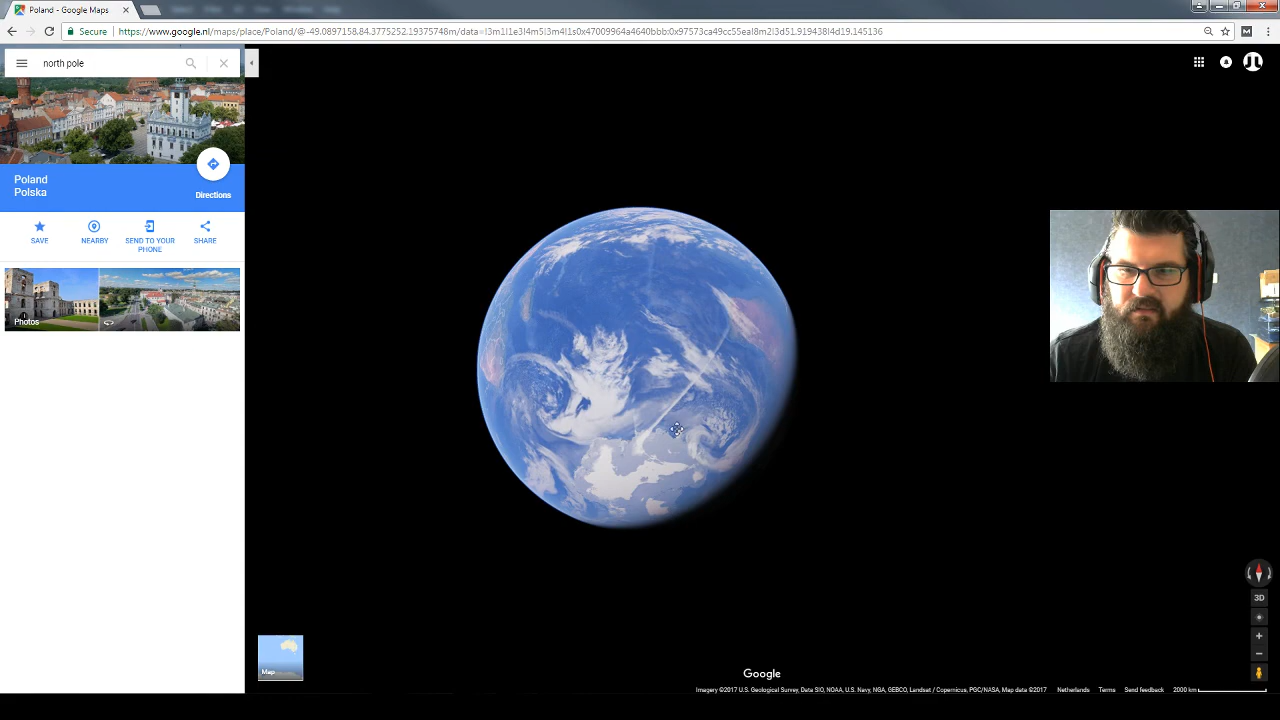 Poland - Google Maps
Secure
https://www.google.nl/maps/place/Poland/@-49.0897158,84.3775252,19375748m/data=!3m1!1e3!4m5!3m4!1s0x47009964a4640bbb:0x97573ca49cc55ea!8m2!3d51.919438!4d19.145136
north pole
Poland
Polska
Directions
SAVE
NEARBY
SEND TO YOUR
PHONE
SHARE
Photos
3D
Map
Google
Imagery ©2017 U.S. Geological Survey, Data SIO, NOAA, U.S. Navy, NGA, GEBCO, Landsat / Copernicus, PGC/NASA, Map data ©2017
Netherlands
Terms
Send feedback
2000 km